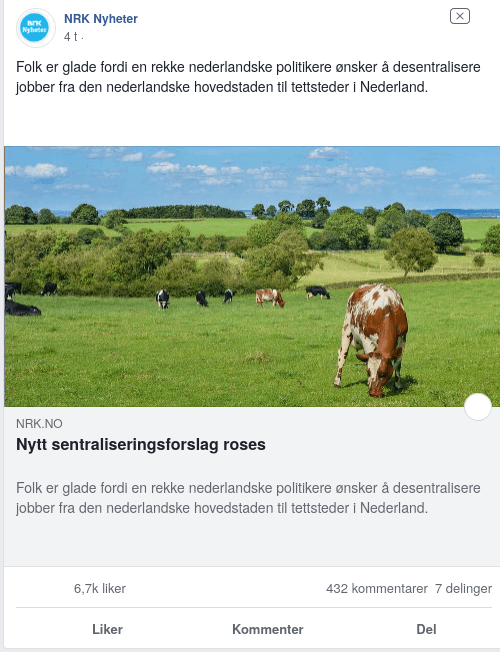 NRK
Nyheter
NRK Nyheter
4 t ·
Folk er glade fordi en rekke nederlandske politikere ønsker å desentralisere
jobber fra den nederlandske hovedstaden til tettsteder i Nederland.
NRK.NO
Nytt sentraliseringsforslag roses
Folk er glade fordi en rekke nederlandske politikere ønsker å desentralisere
jobber fra den nederlandske hovedstaden til tettsteder i Nederland.
6,7k liker 432 kommentarer 7 delinger
Liker Kommenter Del